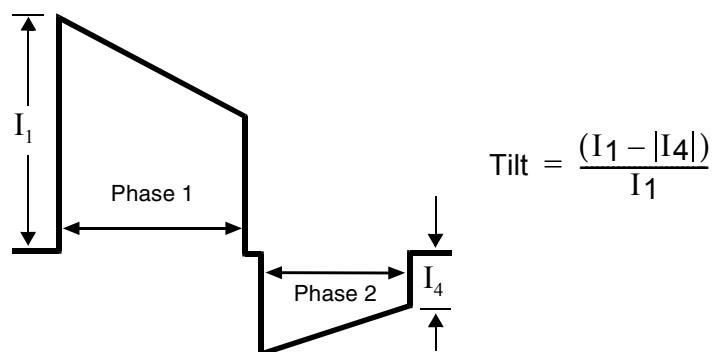 I1
Phase 1
Tilt = (I1 – |I4|) / I1
Phase 2
I4